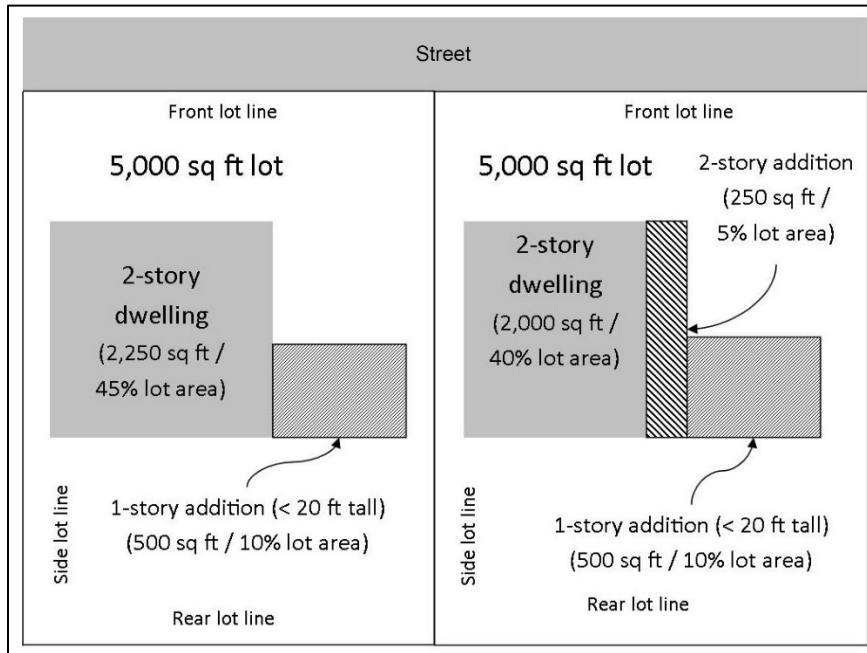 Street
Front lot line
5,000 sq ft lot
2-story
dwelling
(2,250 sq ft /
45% lot area)
1-story addition (< 20 ft tall)
(500 sq ft / 10% lot area)
Side lot line
Rear lot line
Front lot line
5,000 sq ft lot
2-story addition
(250 sq ft /
5% lot area)
2-story
dwelling
(2,000 sq ft /
40% lot area)
Side lot line
1-story addition (< 20 ft tall)
(500 sq ft / 10% lot area)
Rear lot line